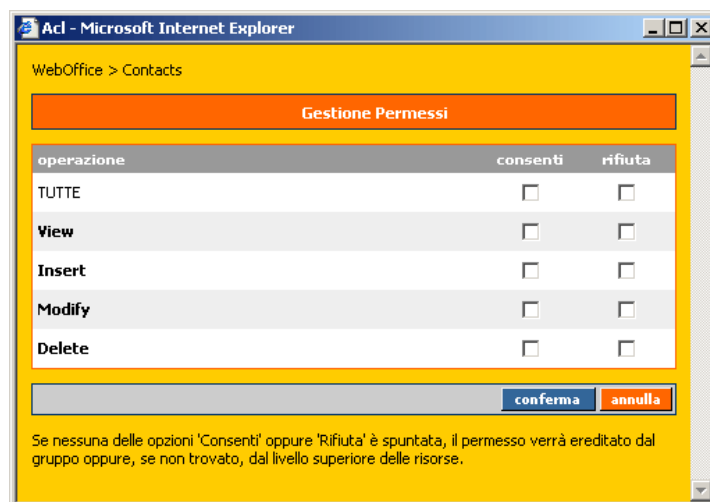 Acl - Microsoft Internet Explorer
WebOffice > Contacts
Gestione Permessi
operazione consenti rifiuta
TUTTE
View
Insert
Modify
Delete
conferma annulla
Se nessuna delle opzioni 'Consenti' oppure 'Rifiuta' è spuntata, il permesso verrà ereditato dal
gruppo oppure, se non trovato, dal livello superiore delle risorse.